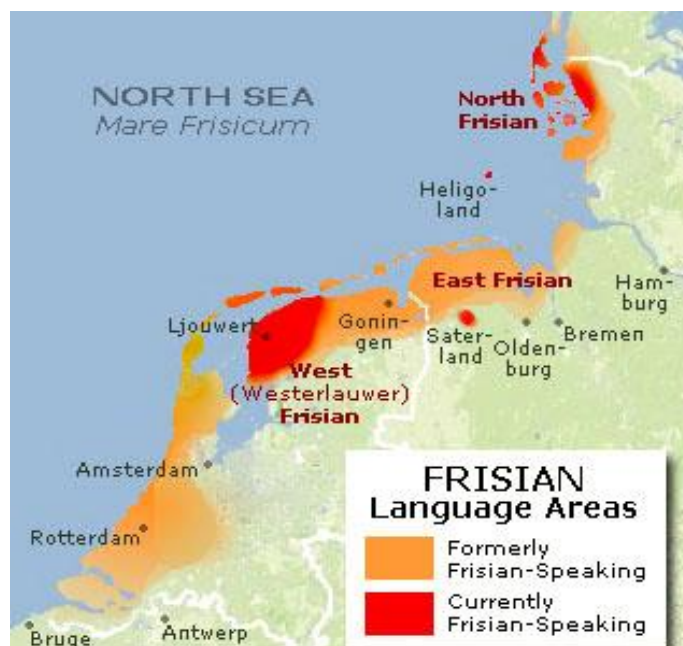 NORTH SEA
Mare Frisicum
North
Frisian
Heligo-
land
East Frisian
Ham-
burg
Ljouwert
Gonin-
gen
Sater-
land
Olden-
burg
Bremen
West
(Westerlauwer)
Frisian
Amsterdam
Rotterdam
Bruge
Antwerp
FRISIAN
Language Areas
Formerly
Frisian-Speaking
Currently
Frisian-Speaking